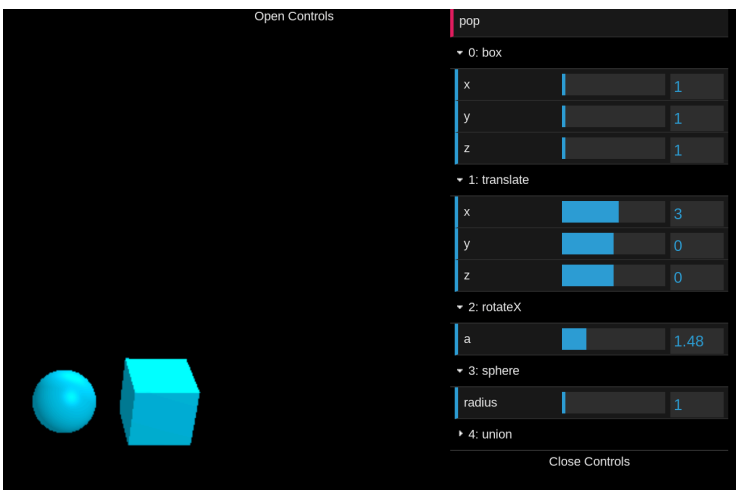 Open Controls
pop
0: box
x 1
y 1
z 1
1: translate
x 3
y 0
z 0
2: rotateX
a 1.48
3: sphere
radius 1
4: union
Close Controls